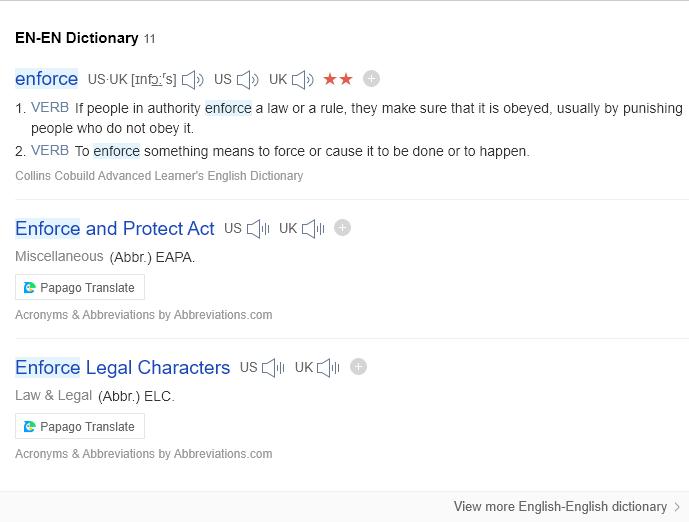 EN-EN Dictionary 11
enforce US·UK [ɪnfɔːʳs] US UK
1. VERB If people in authority enforce a law or a rule, they make sure that it is obeyed, usually by punishing
people who do not obey it.
2. VERB To enforce something means to force or cause it to be done or to happen.
Collins Cobuild Advanced Learner's English Dictionary
Enforce and Protect Act US UK
Miscellaneous (Abbr.) EAPA.
Papago Translate
Acronyms & Abbreviations by Abbreviations.com
Enforce Legal Characters US UK
Law & Legal (Abbr.) ELC.
Papago Translate
Acronyms & Abbreviations by Abbreviations.com
View more English-English dictionary